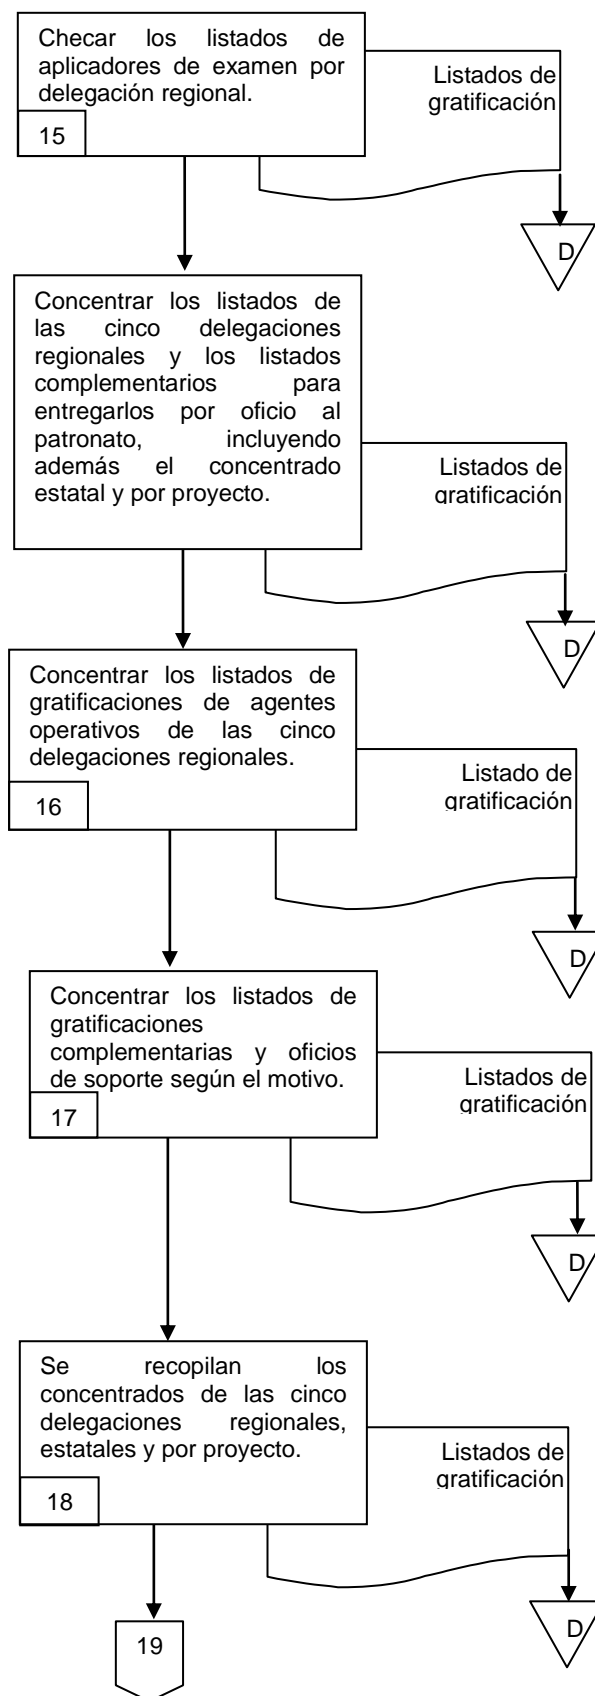 Checar los listados de
aplicadores de examen por
delegación regional.
15
Listados de
gratificación
D
Concentrar los listados de
las cinco delegaciones
regionales y los listados
complementarios para
entregarlos por oficio al
patronato, incluyendo
además el concentrado
estatal y por proyecto.
Listados de
gratificación
D
Concentrar los listados de
gratificaciones de agentes
operativos de las cinco
delegaciones regionales.
16
Listado de
gratificación
D
Concentrar los listados de
gratificaciones
complementarias y oficios
de soporte según el motivo.
17
Listados de
gratificación
D
Se recopilan los
concentrados de las cinco
delegaciones regionales,
estatales y por proyecto.
18
Listados de
gratificación
D
19